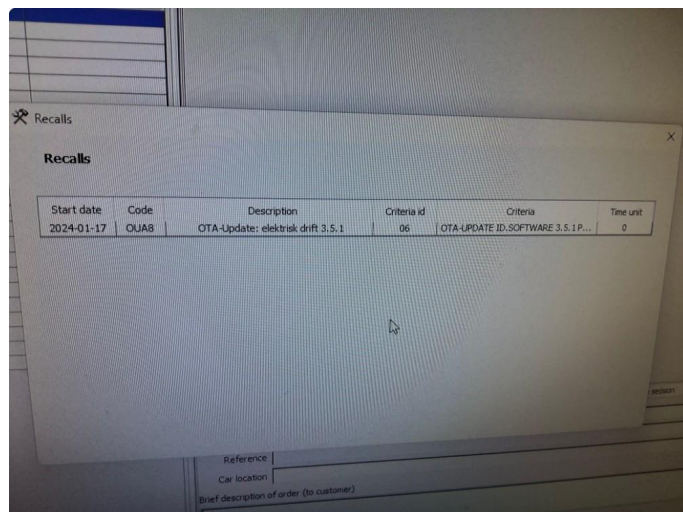 Recalls
Recalls
Start date Code Description Criteria id Criteria Time unit
2024-01-17 OUA8 OTA-Update: elektrisk drift 3.5.1 06 OTA-UPDATE ID.SOFTWARE 3.5.1 P... 0
session
Reference
Car location
Brief description of order (to customer)